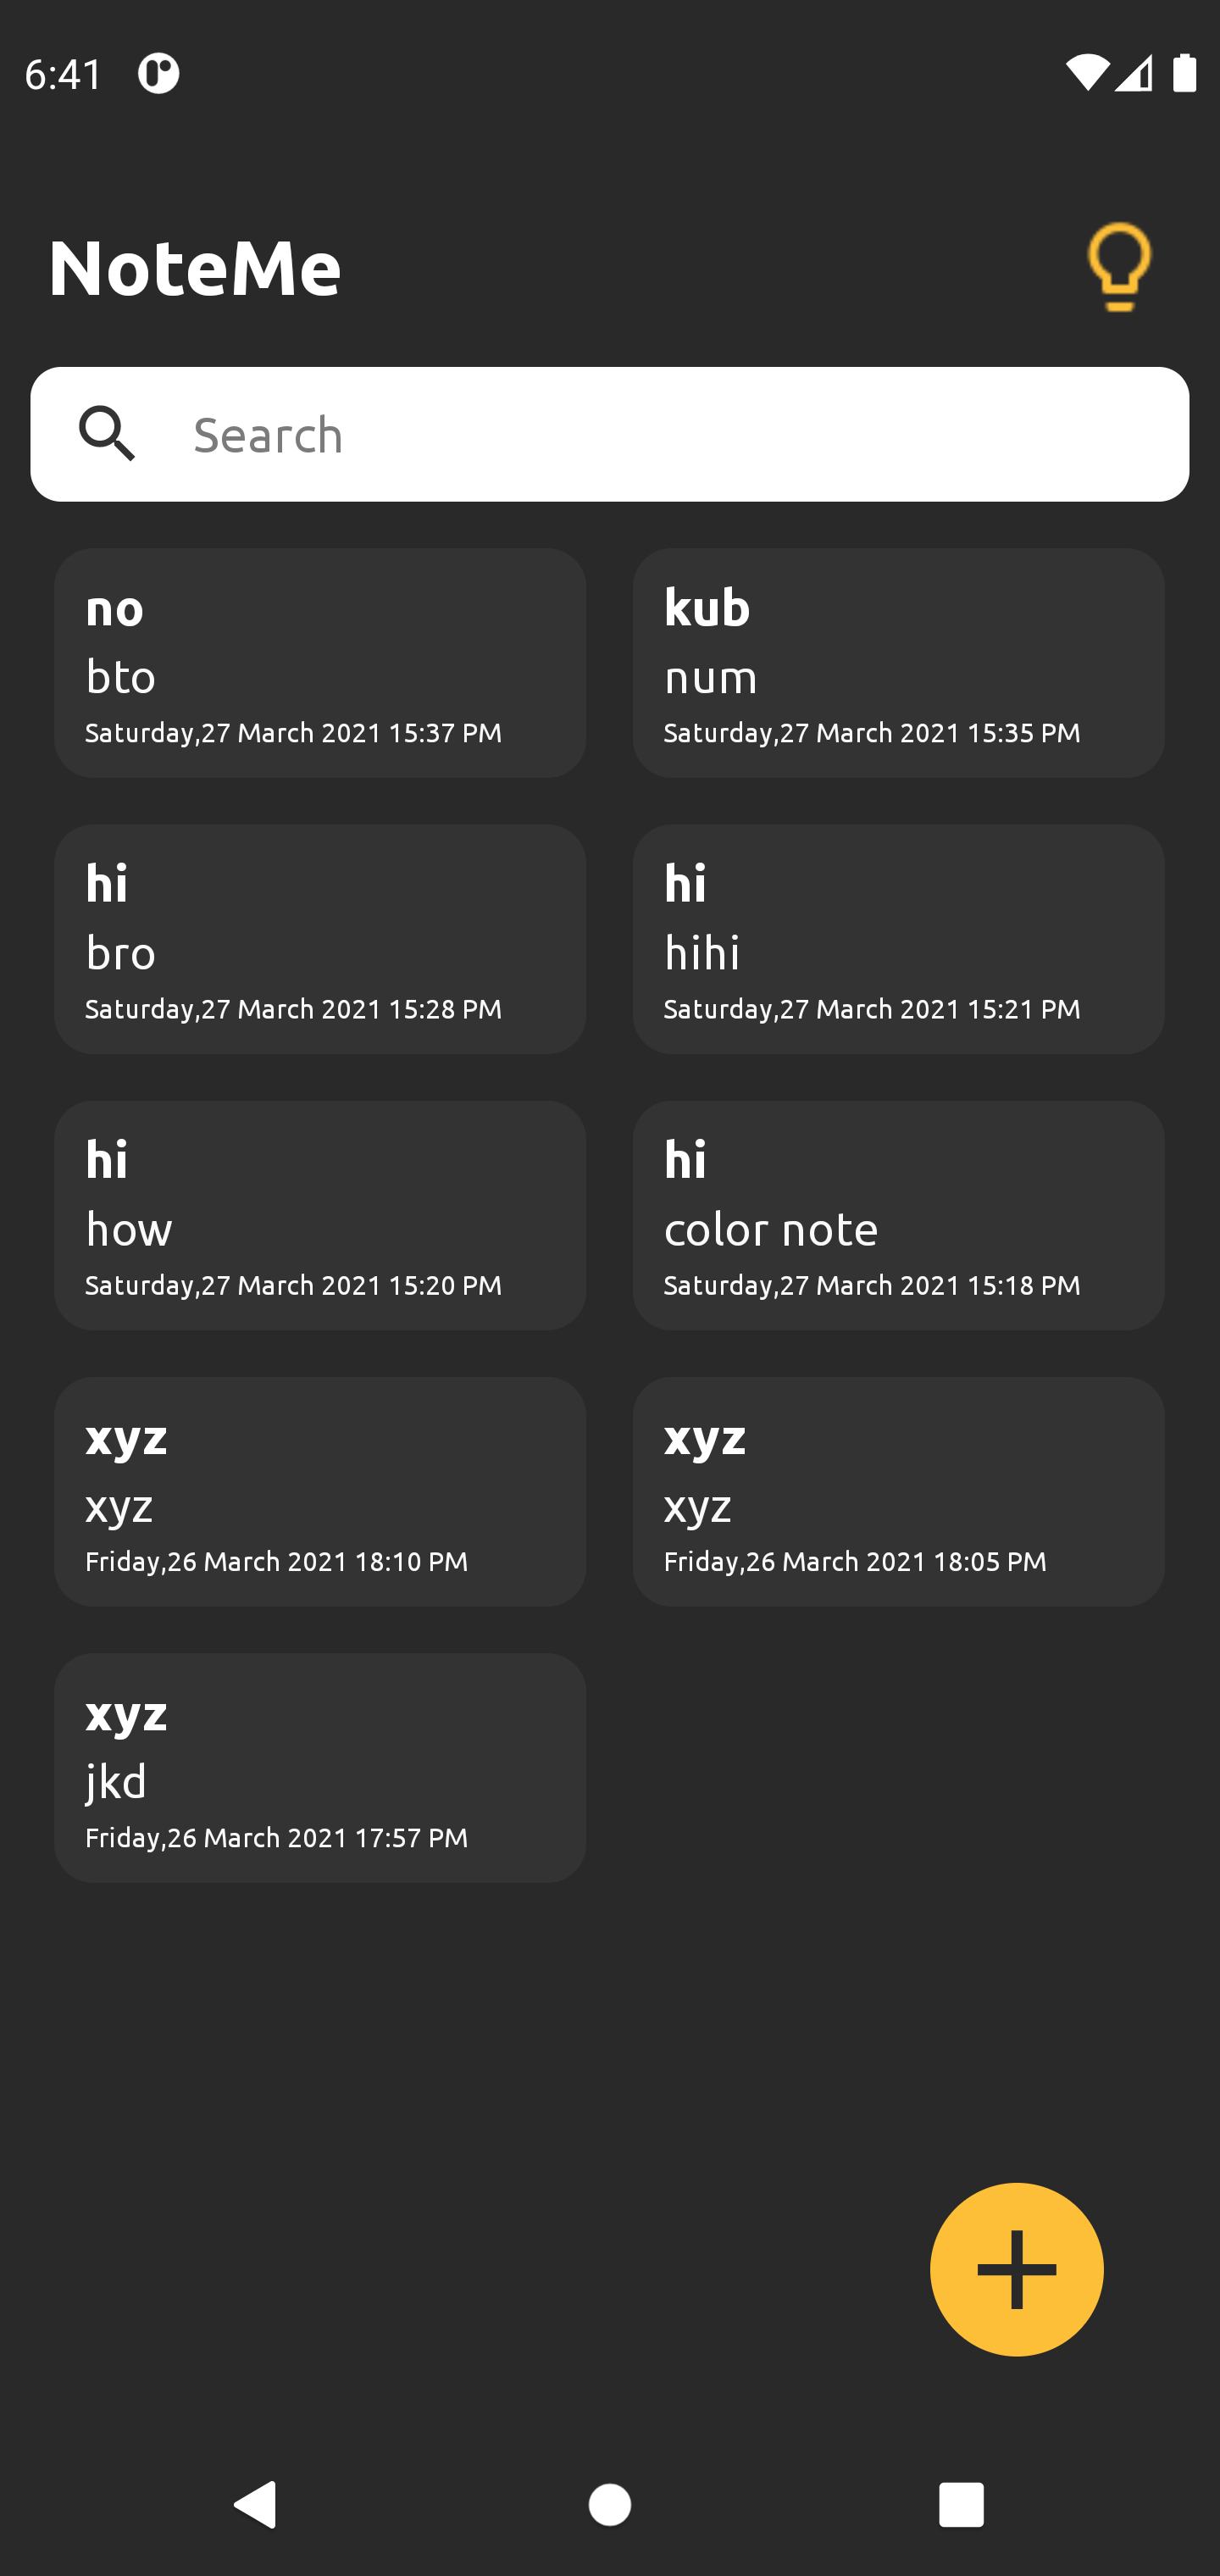 6:41
NoteMe
Search
no
bto
Saturday,27 March 2021 15:37 PM
kub
num
Saturday,27 March 2021 15:35 PM
hi
bro
Saturday,27 March 2021 15:28 PM
hi
hihi
Saturday,27 March 2021 15:21 PM
hi
how
Saturday,27 March 2021 15:20 PM
hi
color note
Saturday,27 March 2021 15:18 PM
xyz
xyz
Friday,26 March 2021 18:10 PM
xyz
xyz
Friday,26 March 2021 18:05 PM
xyz
jkd
Friday,26 March 2021 17:57 PM